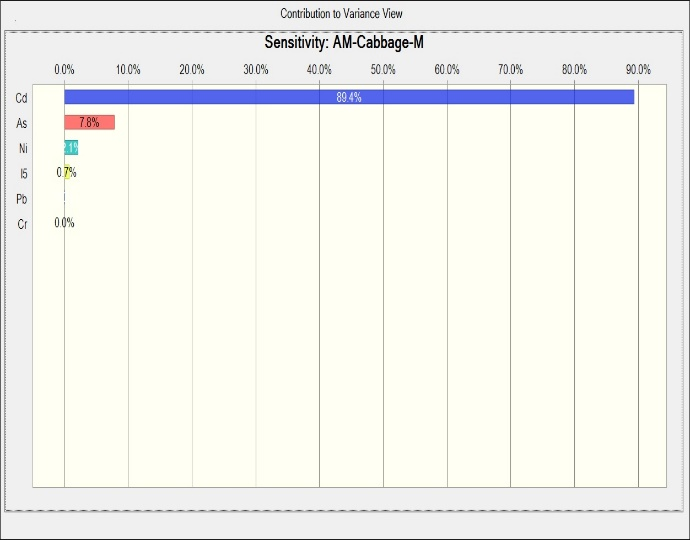 Contribution to Variance View
Sensitivity: AM-Cabbage-M
0.0% 10.0% 20.0% 30.0% 40.0% 50.0% 60.0% 70.0% 80.0% 90.0%
Cd 89.4%
As 7.8%
Ni
I5 0.7%
Pb
Cr 0.0%